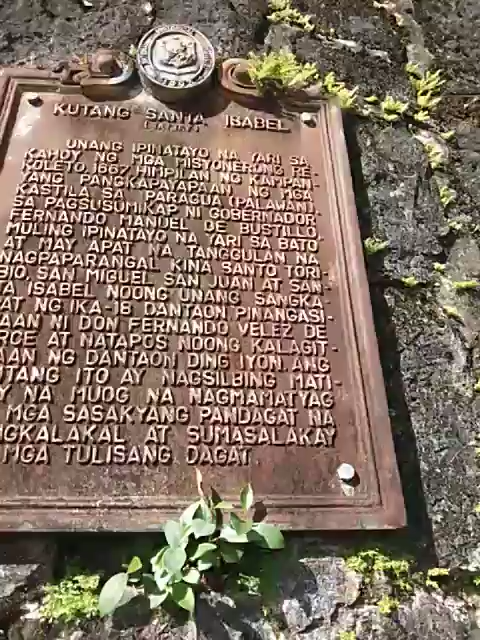 KUTANG SANTA ISABEL
(TAYTAY)
UNANG IPINATAYO NA YARI SA
KAHOY NG MGA MISYONERONG RE-
KOLETO, 1667. HIMPILAN NG KAMPAN-
YANG PANGKAPAYAPAAN NG MGA
KASTILA SA PARAGUA (PALAWAN)
SA PAGSUSUMIKAP NI GOBERNADOR
FERNANDO MANUEL DE BUSTILLO,
MULING IPINATAYO NA YARI SA BATO
AT MAY APAT NA TANGGULAN NA
NAGPAPARANGAL KINA SANTO TORI-
BIO, SAN MIGUEL SAN JUAN AT SAN-
TA ISABEL NOONG UNANG SANGKA-
AT NG IKA-18 DANTAON PINANGASI-
AAN NI DON FERNANDO VELEZ DE
RCE AT NATAPOS NOONG KALAGIT-
AAN NG DANTAON DING IYON. ANG
UTANG ITO AY NAGSILBING MATI-
Y NA MUOG NA NAGMAMATYAG
MGA SASAKYANG PANDAGAT NA
NGKALAKAL AT SUMASALAKAY
MGA TULISANG DAGAT